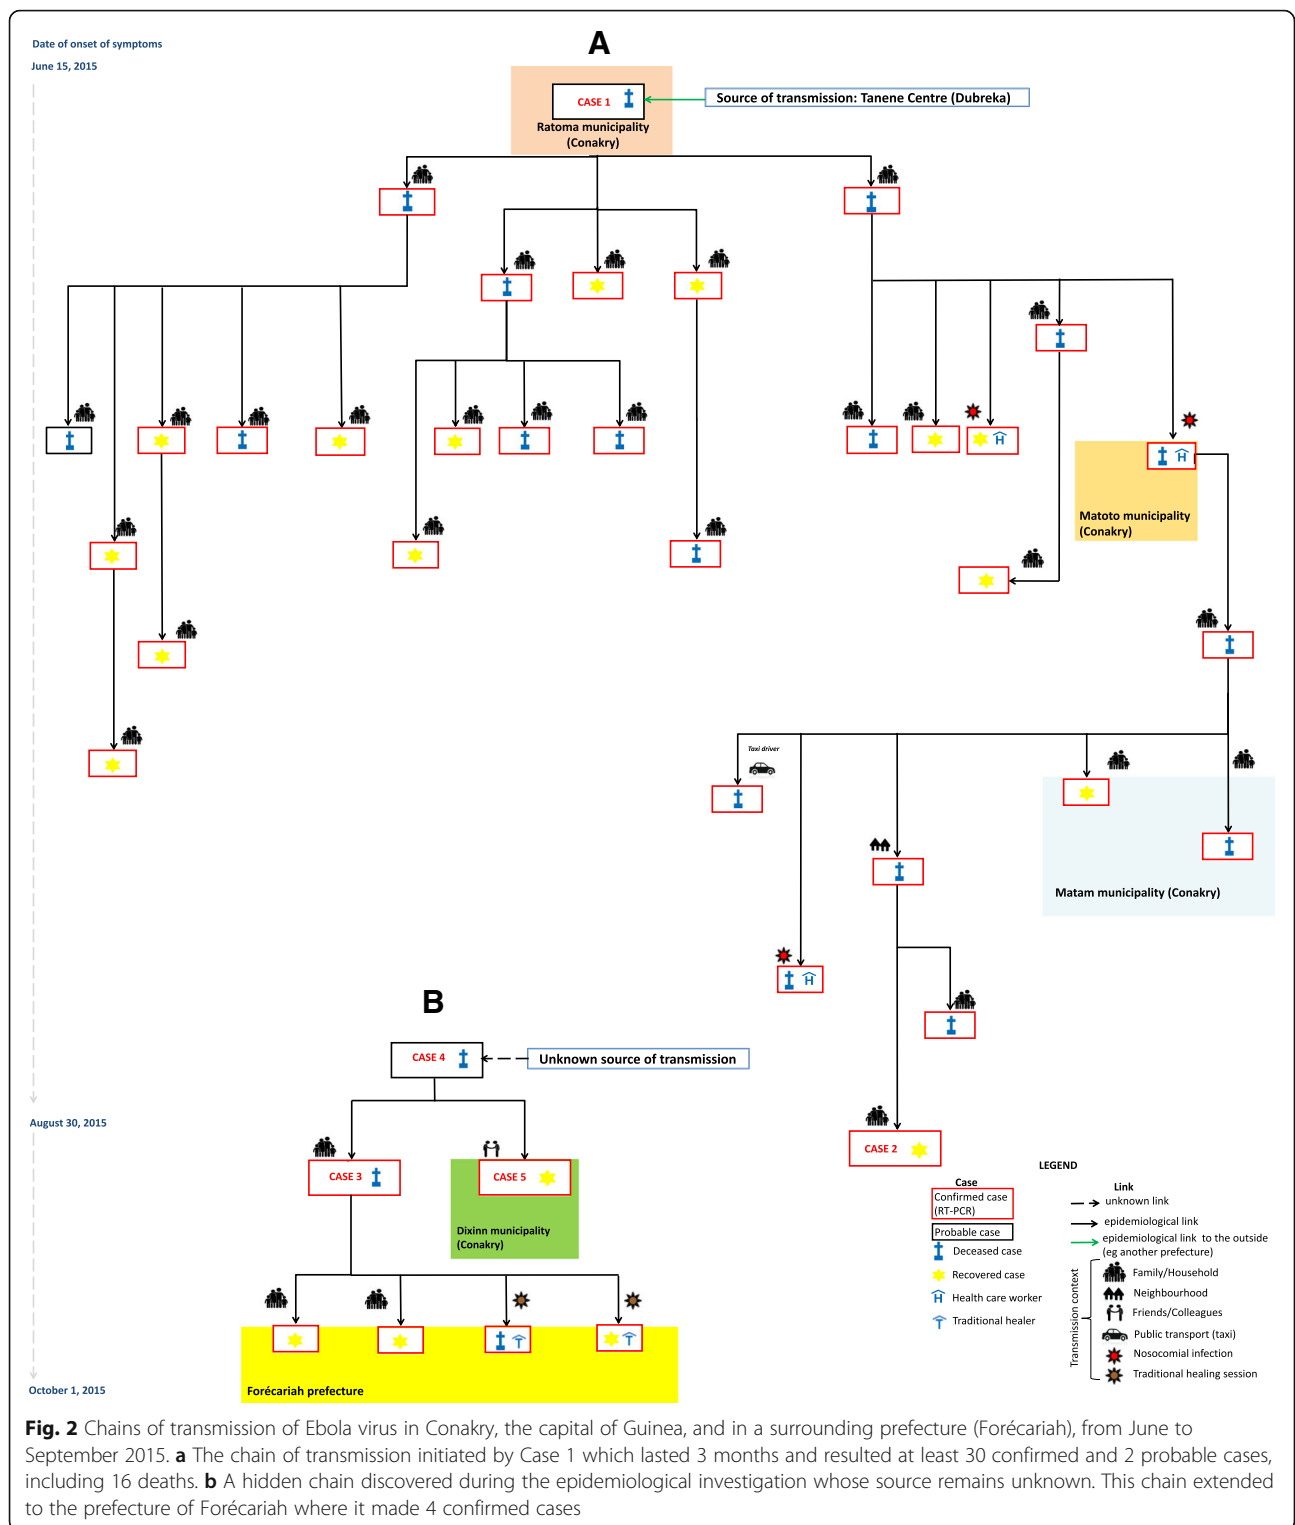 Date of onset of symptoms
June 15, 2015
A
CASE 1
Source of transmission: Tanene Centre (Dubreka)
Ratoma municipality
(Conakry)
H
H
Matoto municipality
(Conakry)
Taxi driver
Matam municipality (Conakry)
H
B
CASE 4
Unknown source of transmission
August 30, 2015
CASE 3
CASE 5
CASE 2
Dixinn municipality
(Conakry)
T
T
Forécariah prefecture
October 1, 2015
LEGEND
Case
Confirmed case
(RT-PCR)
Probable case
Deceased case
Recovered case
H Health care worker
T Traditional healer
Link
unknown link
epidemiological link
epidemiological link to the outside
(eg another prefecture)
Transmission context
Family/Household
Neighbourhood
Friends/Colleagues
Public transport (taxi)
Nosocomial infection
Traditional healing session
Fig. 2 Chains of transmission of Ebola virus in Conakry, the capital of Guinea, and in a surrounding prefecture (Forécariah), from June to
September 2015. a The chain of transmission initiated by Case 1 which lasted 3 months and resulted at least 30 confirmed and 2 probable cases,
including 16 deaths. b A hidden chain discovered during the epidemiological investigation whose source remains unknown. This chain extended
to the prefecture of Forécariah where it made 4 confirmed cases